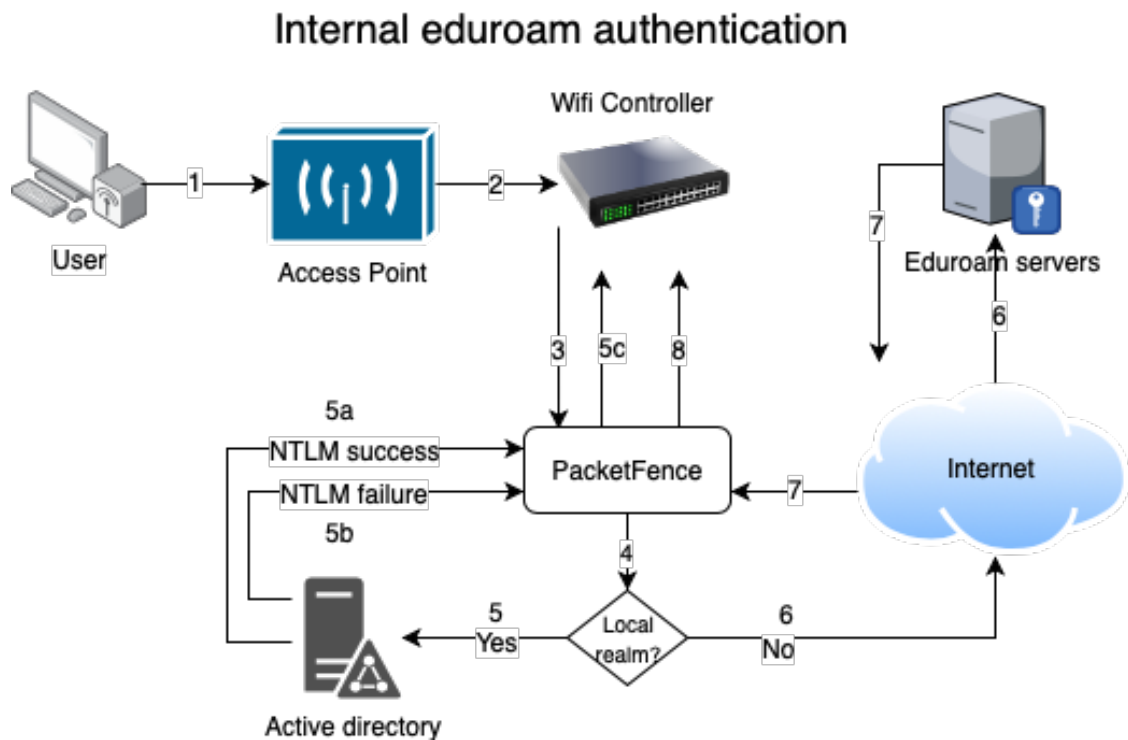 Internal eduroam authentication
Wifi Controller
1
2
7
User
Access Point
Eduroam servers
6
3
5c
8
5a
NTLM success
PacketFence
Internet
NTLM failure
7
5b
4
5
Yes
Local
realm?
6
No
Active directory